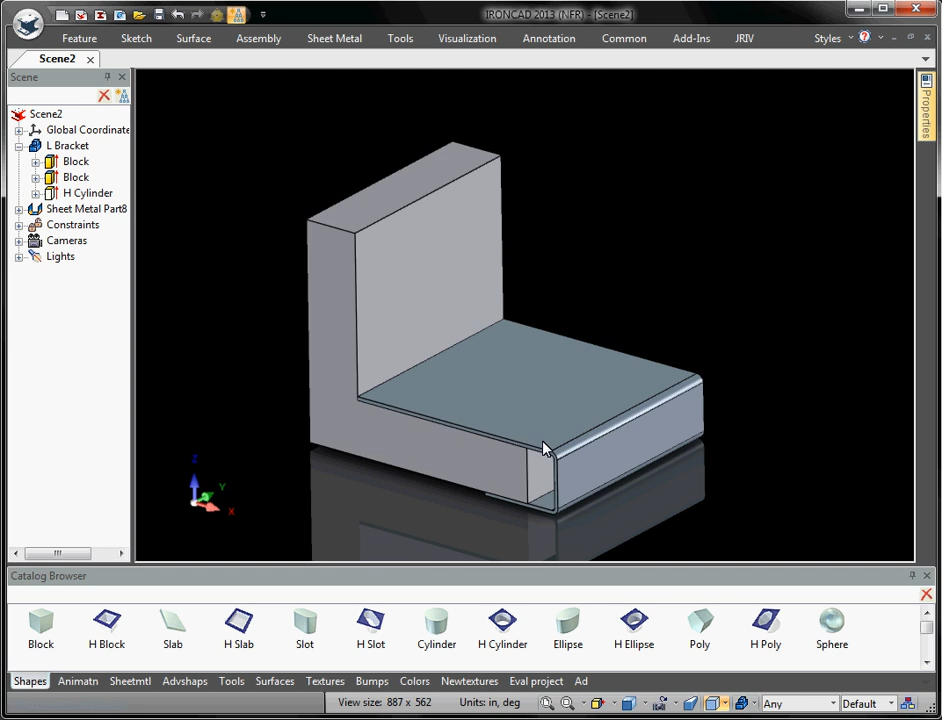 IRONCAD 2013 (NFR) - [Scene2]
Feature Sketch Surface Assembly Sheet Metal Tools Visualization Annotation Common Add-Ins JRIV Styles
Scene2
Scene
Properties
Scene2
Global Coordinate
L Bracket
Block
Block
H Cylinder
Sheet Metal Part8
Constraints
Cameras
Lights
Z
Y
X
Catalog Browser
Block H Block Slab H Slab Slot H Slot Cylinder H Cylinder Ellipse H Ellipse Poly H Poly Sphere
Shapes Animatn Sheetmtl Advshaps Tools Surfaces Textures Bumps Colors Newtextures Eval project Ad
View size: 887 x 562 Units: in, deg Any Default